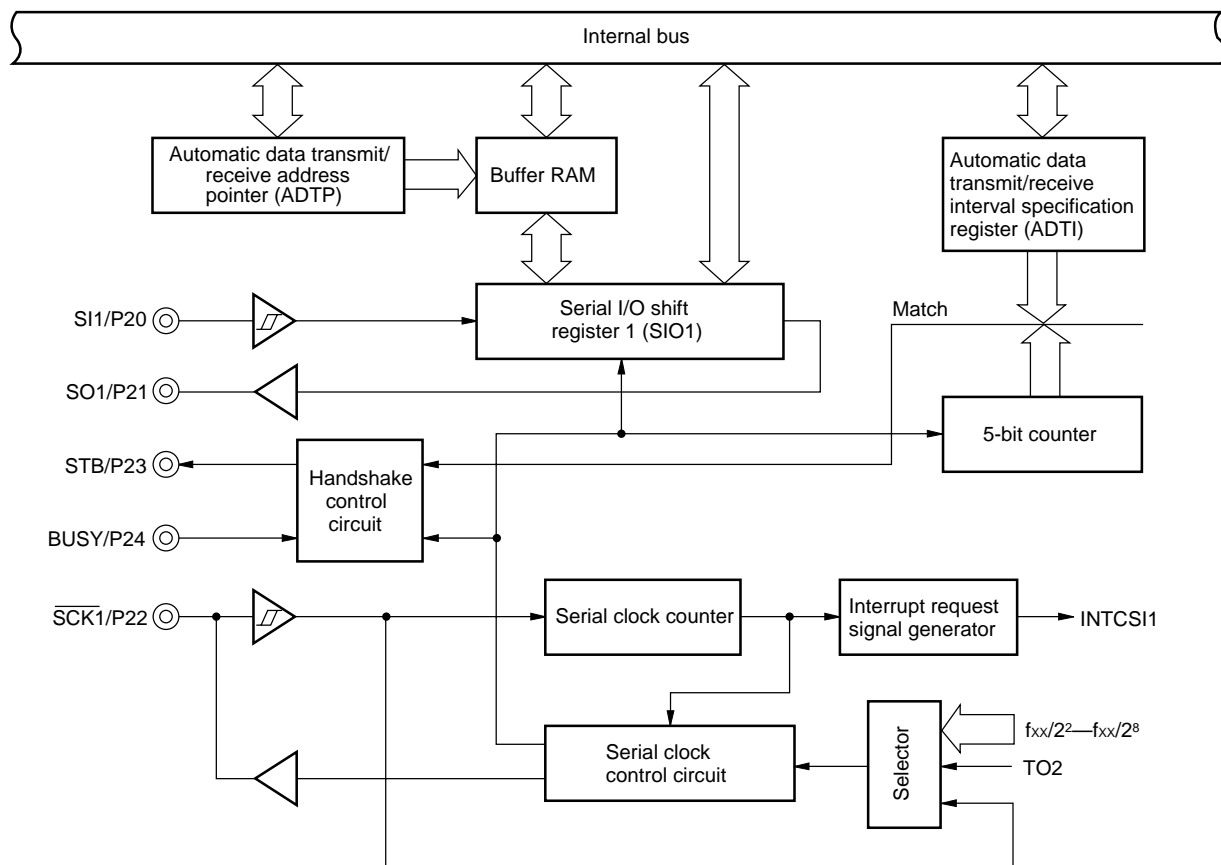 Internal bus
Automatic data transmit/
receive address
pointer (ADTP)
Buffer RAM
Automatic data
transmit/receive
interval specification
register (ADTI)
SI1/P20
Serial I/O shift
register 1 (SIO1)
Match
SO1/P21
5-bit counter
STB/P23
Handshake
control
circuit
BUSY/P24
S̅C̅K̅1̅/P22
Serial clock counter
Interrupt request
signal generator
INTCSI1
Serial clock
control circuit
Selector
fxx/2²—fxx/2⁸
TO2